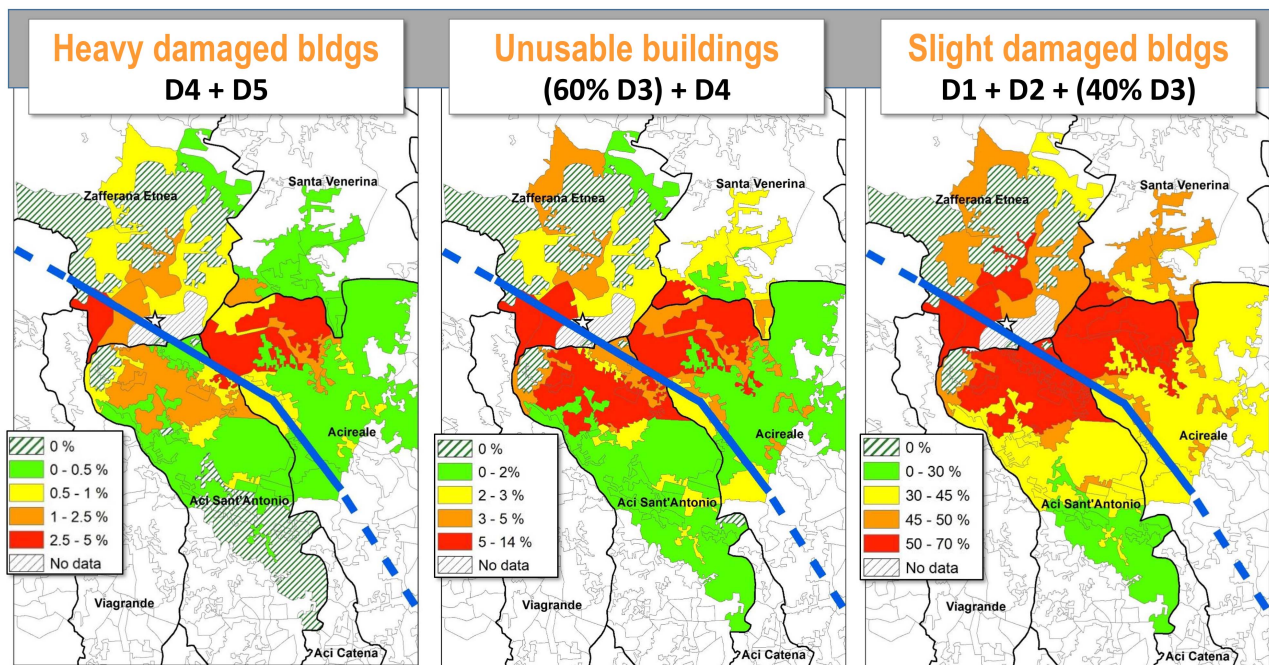 Heavy damaged bldgs
D4 + D5
Unusable buildings
(60% D3) + D4
Slight damaged bldgs
D1 + D2 + (40% D3)
Zafferana Etnea
Santa Venerina
Acireale
Aci Sant'Antonio
Viagrande
Aci Catena
0 %
0 - 0.5 %
0.5 - 1 %
1 - 2.5 %
2.5 - 5 %
No data
Zafferana Etnea
Santa Venerina
Acireale
Aci Sant'Antonio
Viagrande
Aci Catena
0 %
0 - 2%
2 - 3 %
3 - 5 %
5 - 14 %
No data
Zafferana Etnea
Santa Venerina
Acireale
Aci Sant'Antonio
Viagrande
Aci Catena
0 %
0 - 30 %
30 - 45 %
45 - 50 %
50 - 70 %
No data